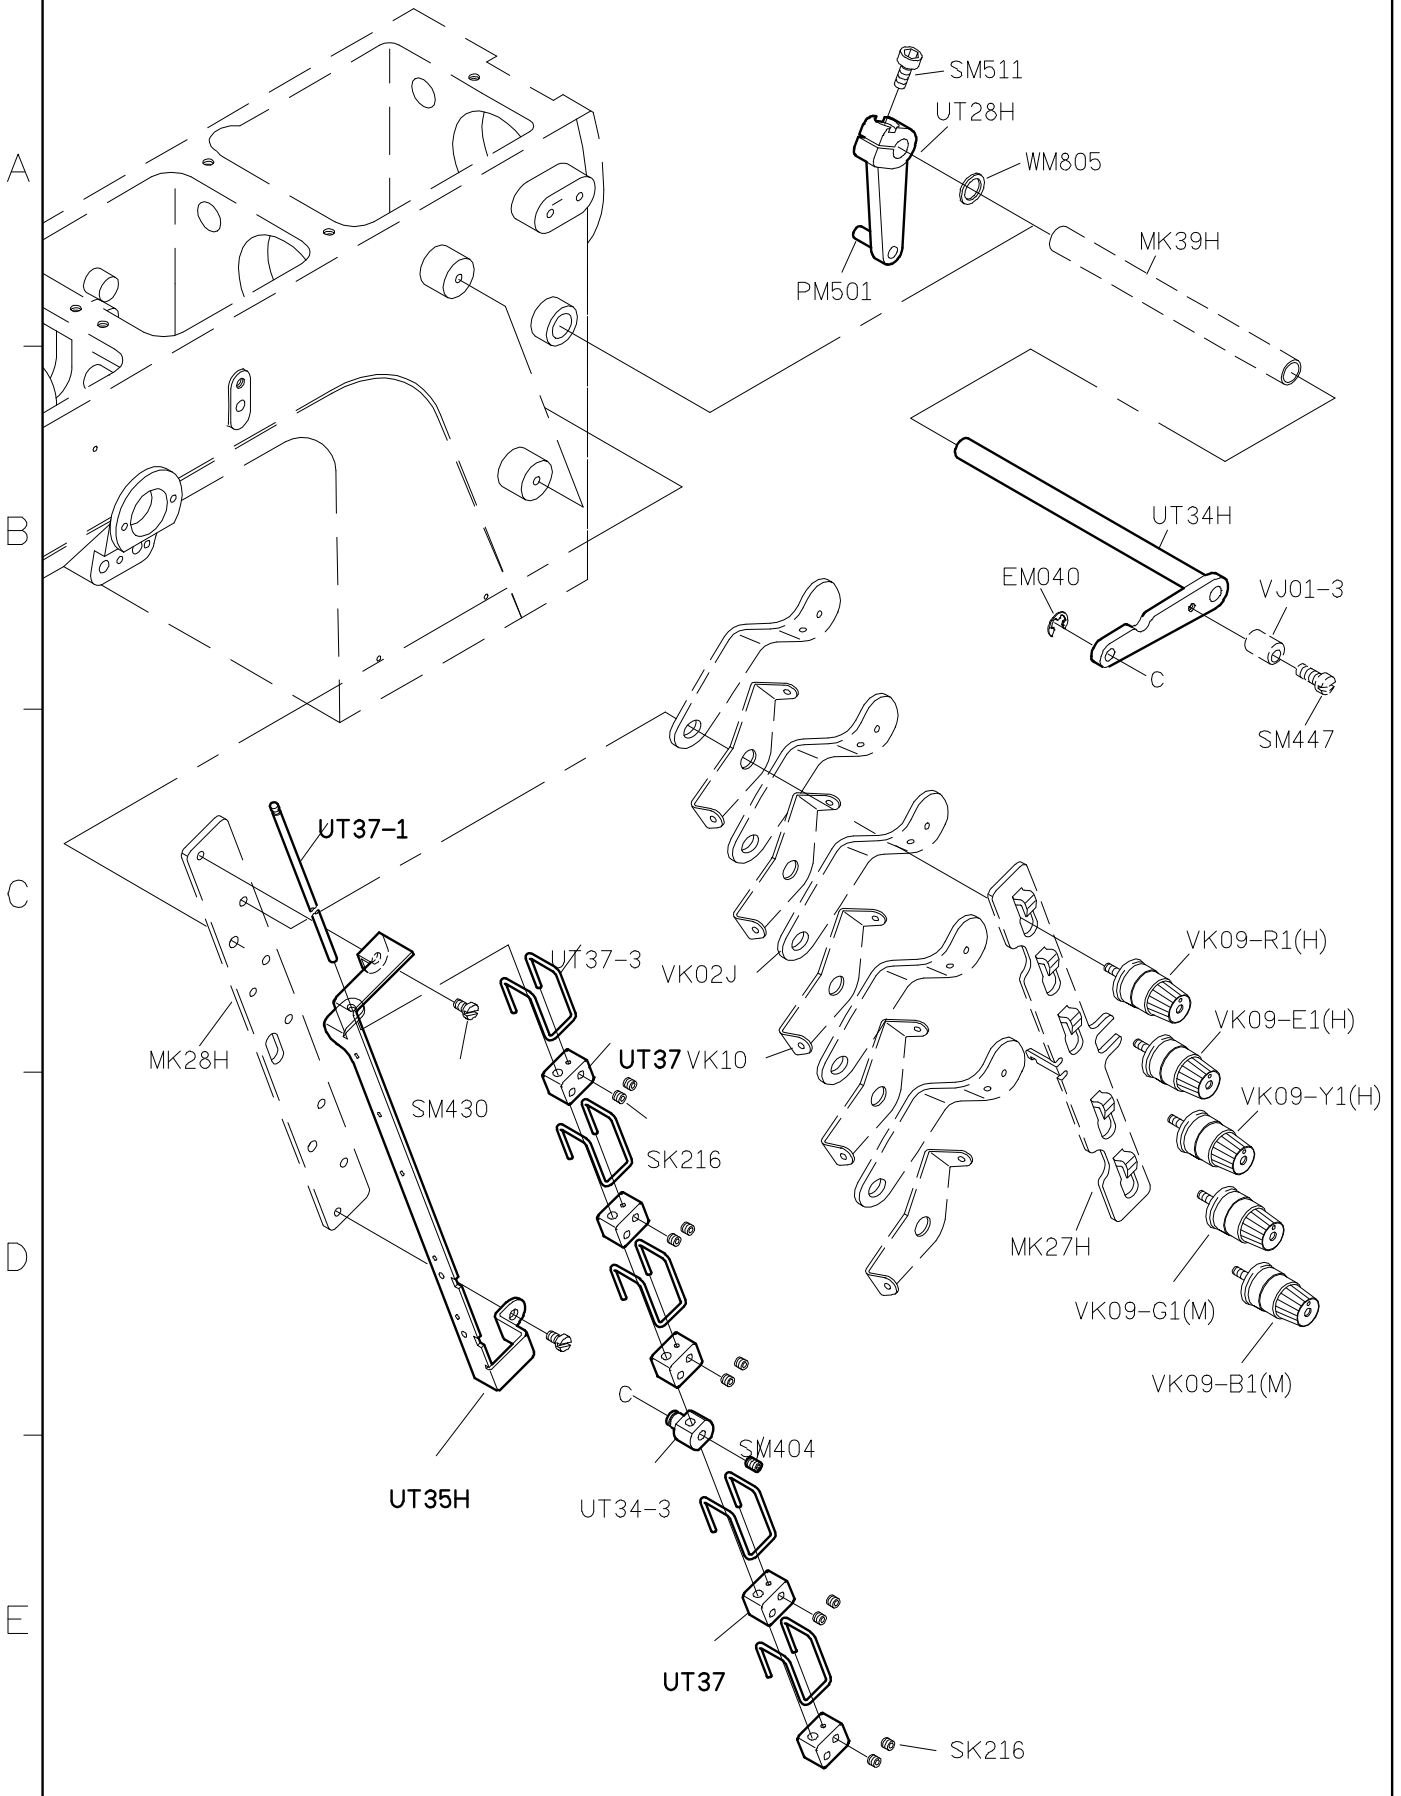 SM511
UT28H
A
WM805
MK39H
PM501
UT34H
B
EM040
VJ01-3
C
SM447
UT37-1
C
VK09-R1(H)
UT37-3
VK02J
VK09-E1(H)
MK28H
UT37
VK10
VK09-Y1(H)
SM430
SK216
MK27H
D
VK09-G1(M)
VK09-B1(M)
C
SM404
UT35H
UT34-3
E
UT37
SK216